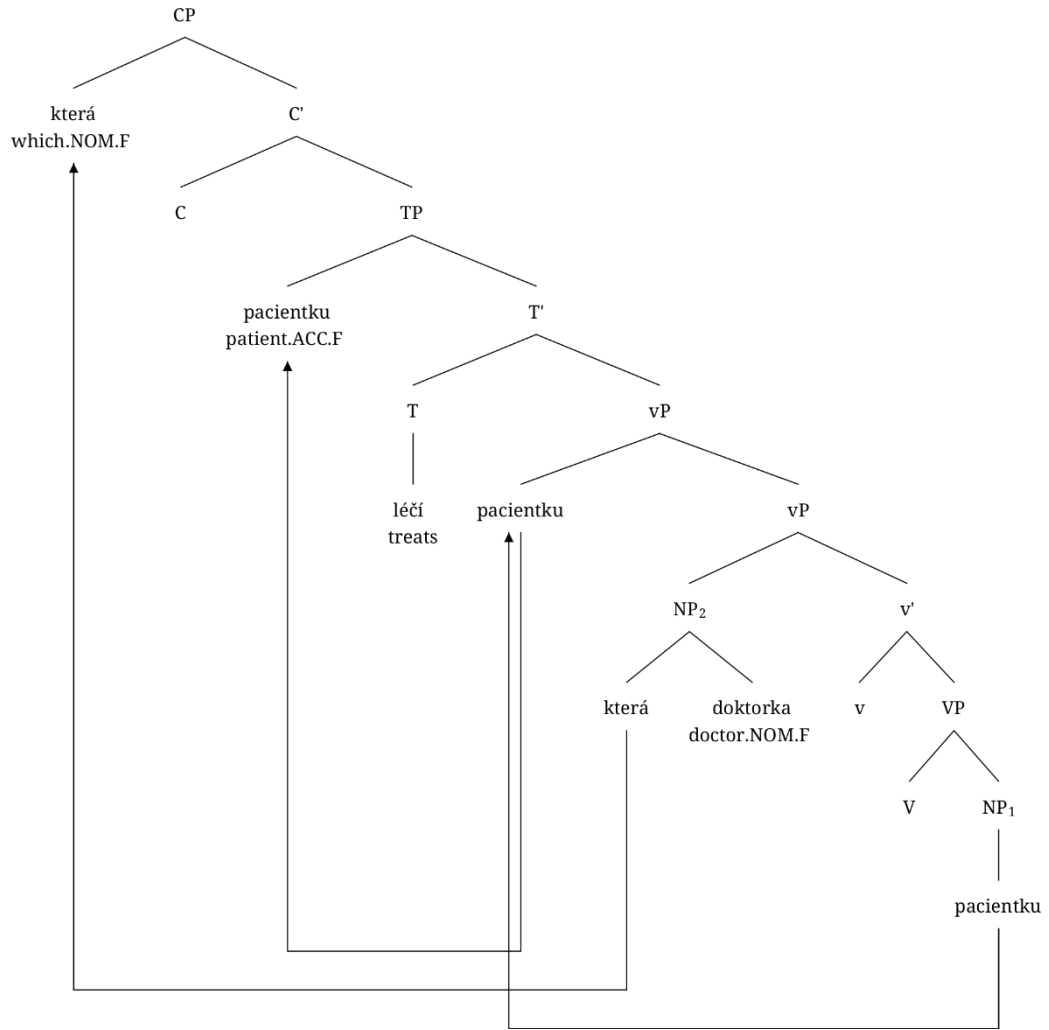 CP
která
which.NOM.F
C'
C
TP
pacientku
patient.ACC.F
T'
T
vP
léčí
treats
pacientku
vP
NP₂
v'
která
doktorka
doctor.NOM.F
v
VP
V
NP₁
pacientku